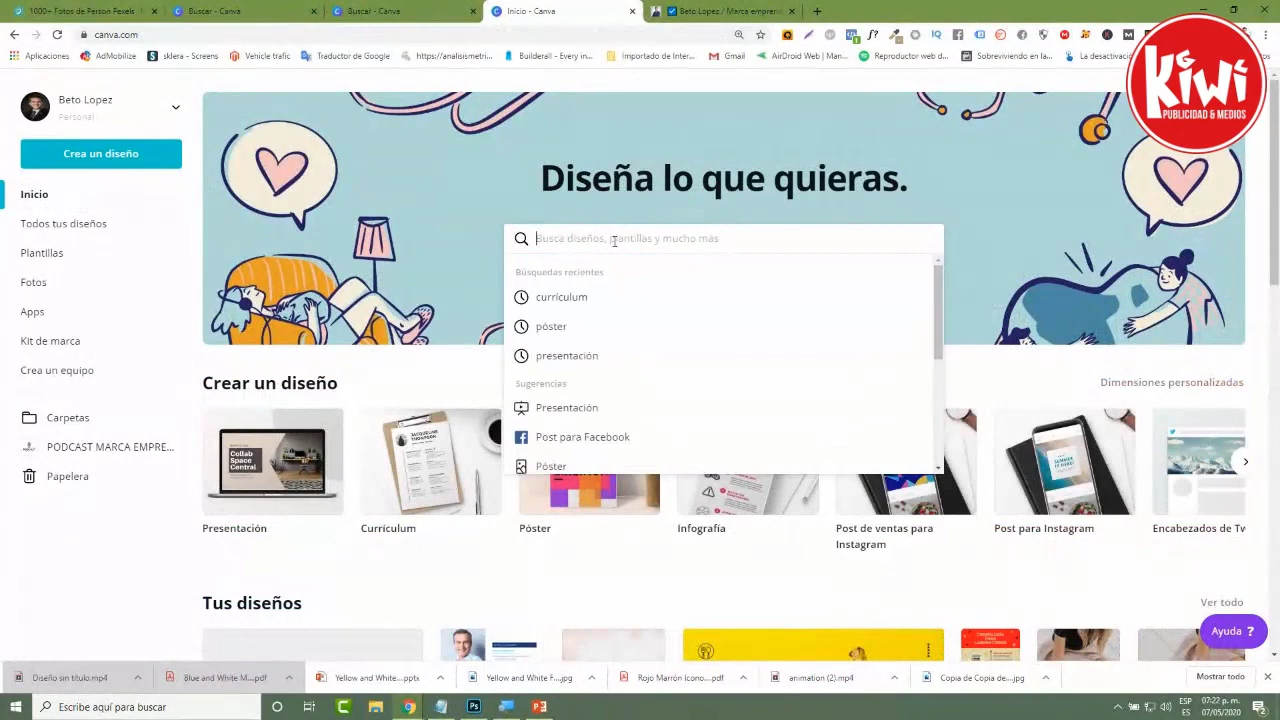 1000+ Fotos de Person Pexels
Buscar - Canva
Buscar - Canva
Inicio - Canva
Beto Lopez / Marca empren
canva.com
Aplicaciones
AdMobilize
sklera - Screens
Vehicle trafic
Traductor de Google
https://analisismetri...
Builderall - Every in...
Importado de Inter...
Gmail
AirDroid Web | Man...
Reproductor web d...
Sobreviviendo en la...
La desactivació
KiWi
PUBLICIDAD & MEDIOS
Beto Lopez
Personal
Crea un diseño
Inicio
Todos tus diseños
Plantillas
Fotos
Apps
Kit de marca
Crea un equipo
Carpetas
PODCAST MARCA EMPRE...
Papelera
Diseña lo que quieras.
Busca diseños, plantillas y mucho más
Búsquedas recientes
currículum
póster
presentación
Sugerencias
Presentación
Post para Facebook
Póster
Crear un diseño
Dimensiones personalizadas
Collab
Space
Central
JACQUELINE
THOMPSON
Presentación
Currículum
Póster
Infografía
Post de ventas para
Instagram
Post para Instagram
Encabezados de Tw
Tus diseños
Ver todo
Ayuda ?
Diseño sin título.mp4
Blue and White M....pdf
Yellow and White....pptx
Yellow and White F....jpg
Rojo Marrón Icono....pdf
animation (2).mp4
Copia de Copia de....jpg
Mostrar todo
Escribe aquí para buscar
ESP
ES
07:22 p. m.
07/05/2020
2